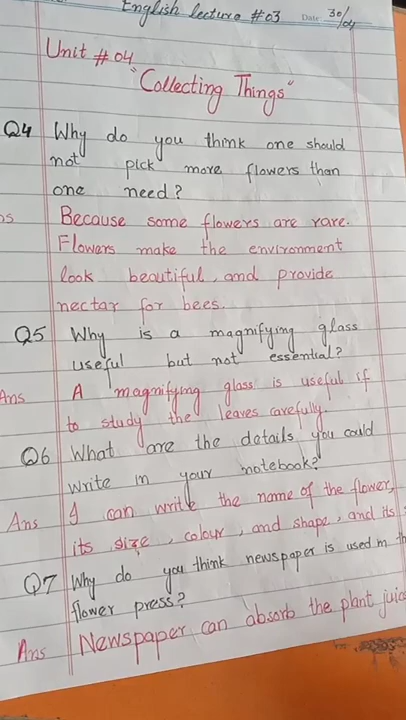 English lecture #03 Date: 30/04
Unit # 04
"Collecting Things"
Q4 Why do you think one should
not pick more flowers than
one need?
ns Because some flowers are rare.
Flowers make the environment
look beautiful, and provide
nectar for bees.
Q5 Why is a magnifying glass
useful but not essential?
Ans A magnifying glass is useful if
to study the leaves carefully.
Q6 What are the datails you could
write in your notebook?
Ans I can write the name of the flower,
its size, colour, and shape, and its
Q7 Why do you think newspaper is used in th
flower press?
Ans Newspaper can absorb the plant juic